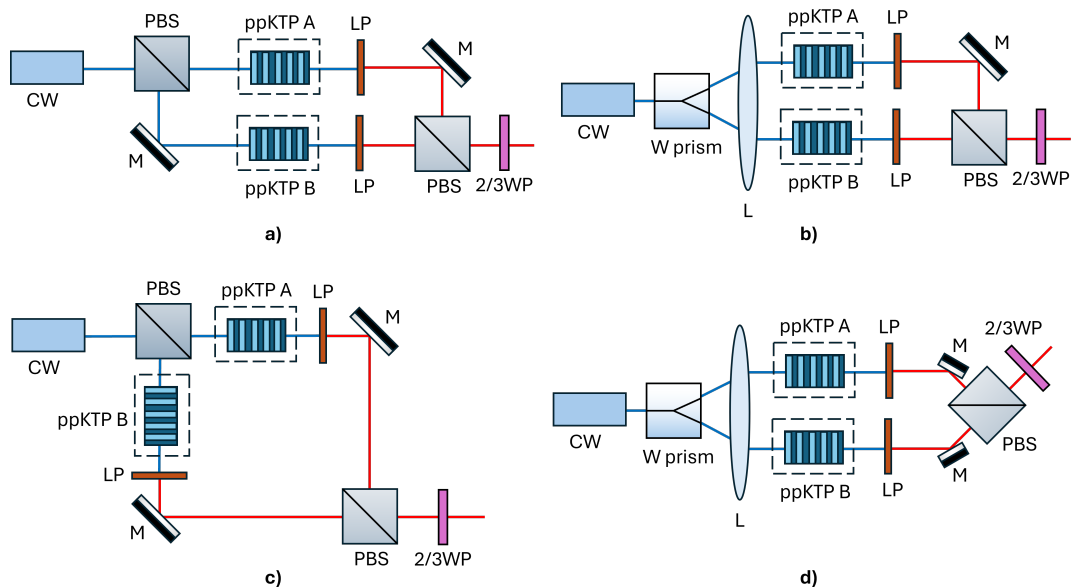 PBS
ppKTP A
LP
M
CW
M
ppKTP B
LP
PBS
2/3WP
a)
ppKTP A
LP
M
CW
W prism
ppKTP B
L
LP
PBS
2/3WP
b)
PBS
ppKTP A
LP
M
CW
ppKTP B
LP
M
PBS
2/3WP
c)
ppKTP A
LP
M
2/3WP
CW
W prism
PBS
ppKTP B
LP
M
L
d)